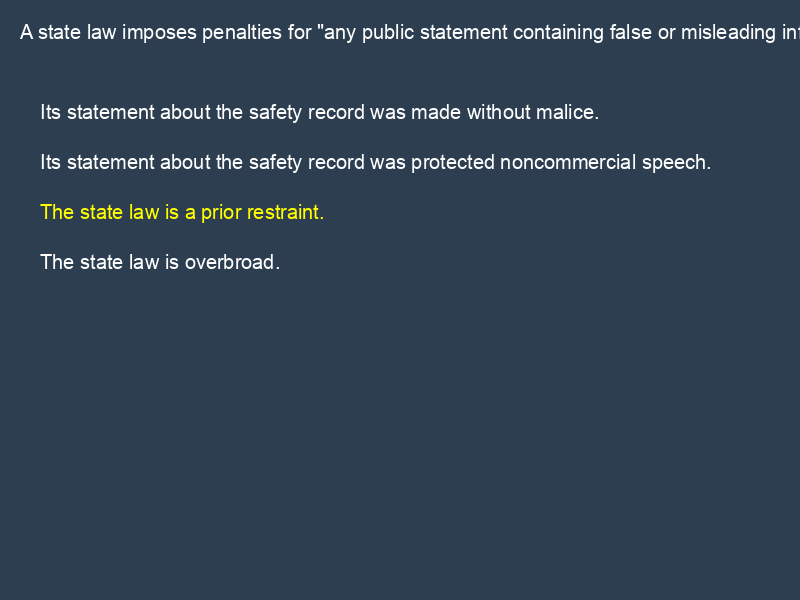 A state law imposes penalties for "any public statement containing false or misleading
Its statement about the safety record was made without malice.
Its statement about the safety record was protected noncommercial speech.
The state law is a prior restraint.
The state law is overbroad.